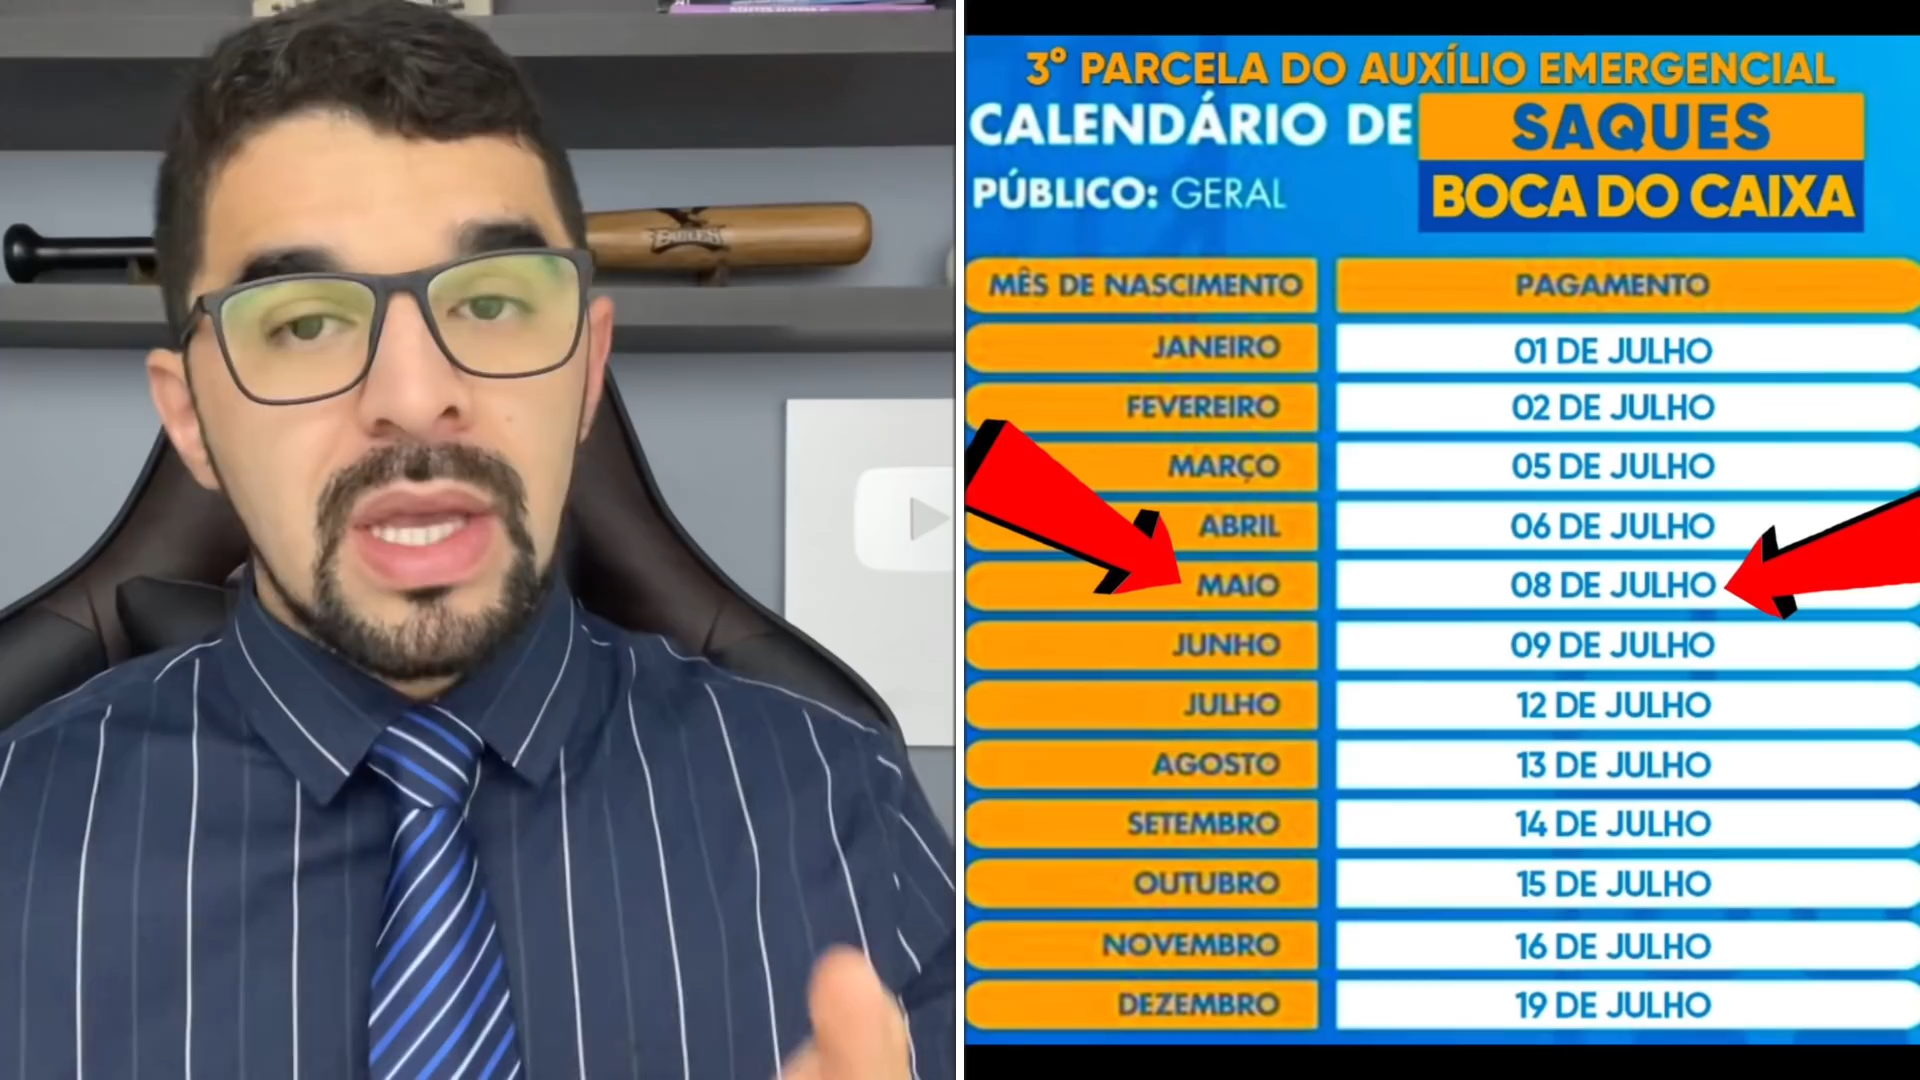 EAGLES
3º PARCELA DO AUXÍLIO EMERGENCIAL
CALENDÁRIO DE SAQUES
BOCA DO CAIXA
PÚBLICO: GERAL
MÊS DE NASCIMENTO PAGAMENTO
JANEIRO 01 DE JULHO
FEVEREIRO 02 DE JULHO
MARÇO 05 DE JULHO
ABRIL 06 DE JULHO
MAIO 08 DE JULHO
JUNHO 09 DE JULHO
JULHO 12 DE JULHO
AGOSTO 13 DE JULHO
SETEMBRO 14 DE JULHO
OUTUBRO 15 DE JULHO
NOVEMBRO 16 DE JULHO
DEZEMBRO 19 DE JULHO